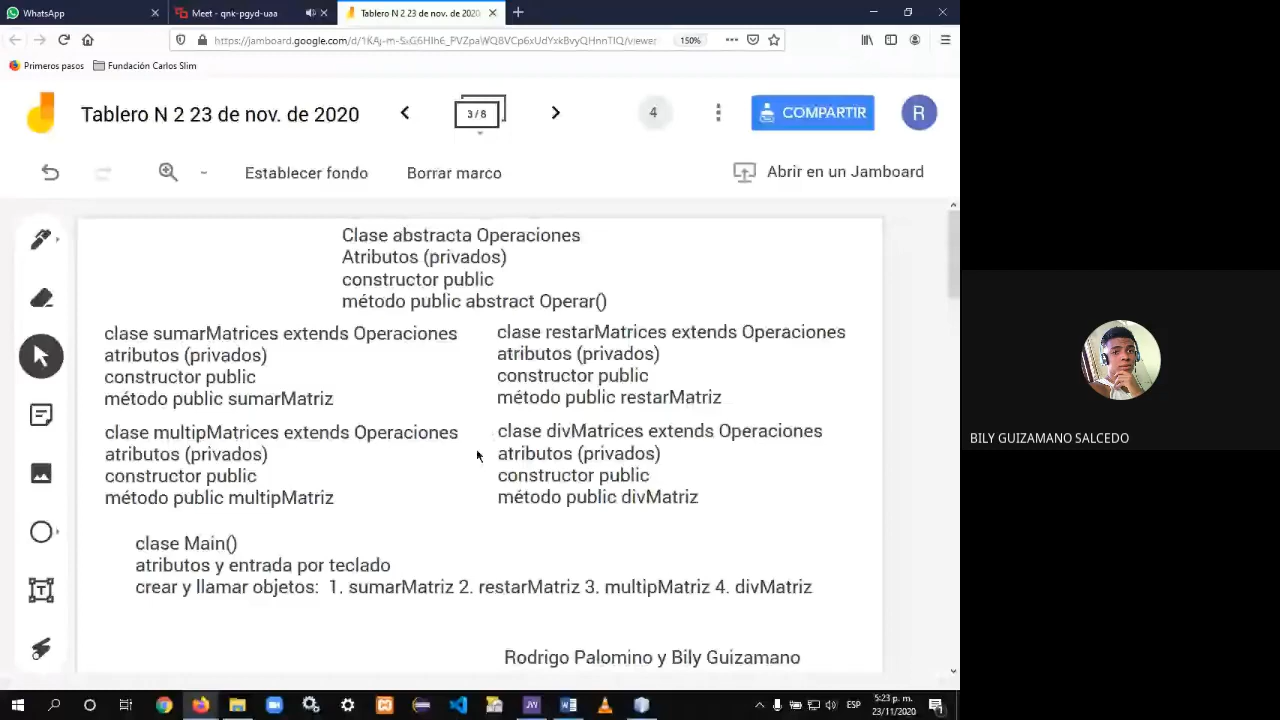 WhatsApp
Meet - qnk-pgyd-uaa
Tablero N 2 23 de nov. de 2020
150%
Primeros pasos
Fundación Carlos Slim
Tablero N 2 23 de nov. de 2020
3 / 8
4
COMPARTIR
R
Establecer fondo
Borrar marco
Abrir en un Jamboard
Clase abstracta Operaciones
Atributos (privados)
constructor public
método public abstract Operar()
clase sumarMatrices extends Operaciones
atributos (privados)
constructor public
método public sumarMatriz
clase restarMatrices extends Operaciones
atributos (privados)
constructor public
método public restarMatriz
clase multipMatrices extends Operaciones
atributos (privados)
constructor public
método public multipMatriz
clase divMatrices extends Operaciones
atributos (privados)
constructor public
método public divMatriz
clase Main()
atributos y entrada por teclado
crear y llamar objetos: 1. sumarMatriz 2. restarMatriz 3. multipMatriz 4. divMatriz
Rodrigo Palomino y Bily Guizamano
BILY GUIZAMANO SALCEDO
JW
ESP
5:23 p. m.
23/11/2020